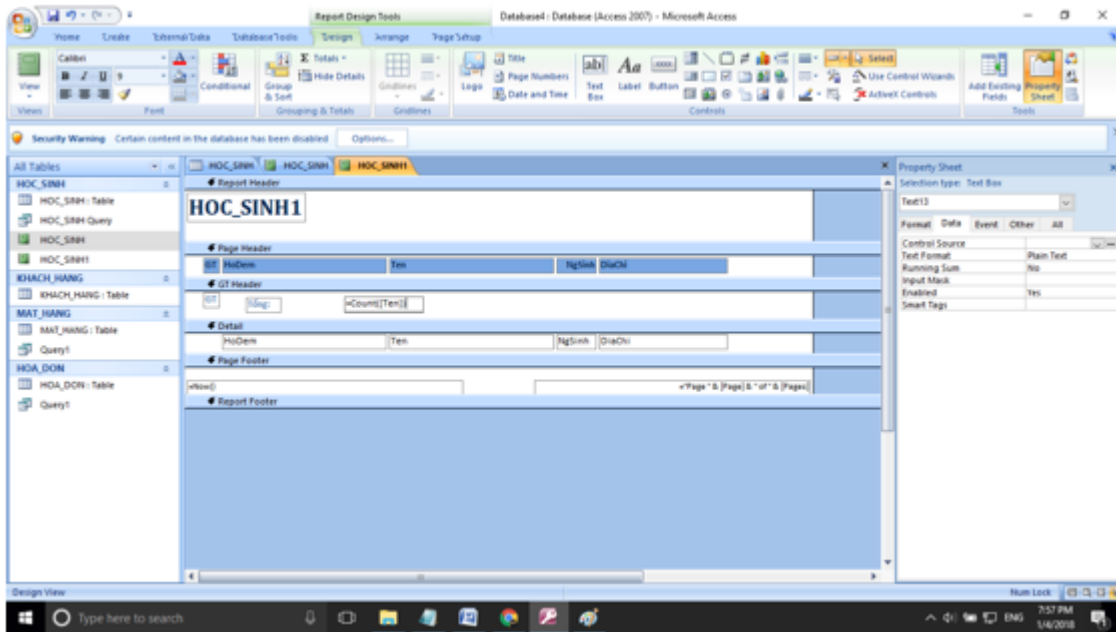 Report Design Tools
Database4 : Database (Access 2007) - Microsoft Access
Home Create External Data Database Tools Design Arrange Page Setup
View
Views
Calibri
B I U 9
Font
Conditional
Group & Sort
Σ Totals
Hide Details
Grouping & Totals
Gridlines
Gridlines
Logo
Title
Page Numbers
Date and Time
ab|
Text Box
Aa
Label
Button
Select
Use Control Wizards
ActiveX Controls
Controls
Add Existing Fields
Property Sheet
Tools
Security Warning Certain content in the database has been disabled Options...
All Tables
HOC_SINH
HOC_SINH : Table
HOC_SINH Query
HOC_SINH
HOC_SINH1
KHACH_HANG
KHACH_HANG : Table
MAT_HANG
MAT_HANG : Table
Query1
HOA_DON
HOA_DON : Table
Query1
HOC_SINH HOC_SINH HOC_SINH1
Report Header
HOC_SINH1
Page Header
GT HoDem Ten NgSinh DiaChi
GT Header
GT Tổng: =Count([Ten])
Detail
HoDem Ten NgSinh DiaChi
Page Footer
=Now() ="Page " & [Page] & " of " & [Pages]
Report Footer
Property Sheet
Selection type: Text Box
Text13
Format Data Event Other All
Control Source
Text Format Plain Text
Running Sum No
Input Mask
Enabled Yes
Smart Tags
Design View
Num Lock
Type here to search
ENG
7:57 PM
1/4/2018